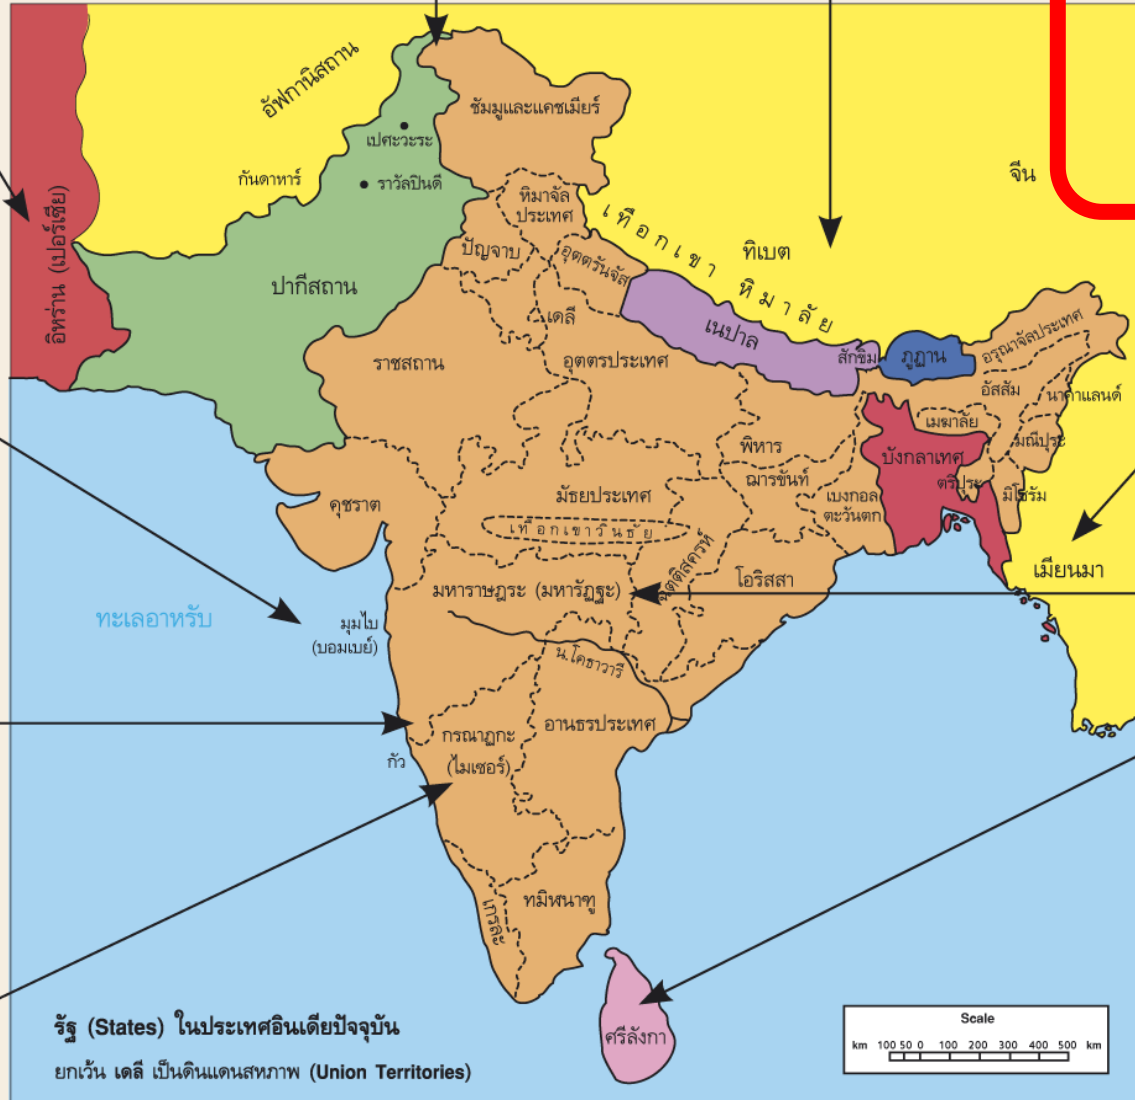 อัฟกานิสถาน
ชัมมูและแคชเมียร์
เปศะวะระ
กันดาหาร์
ราวัลปินดี
จีน
อิหร่าน (เปอร์เซีย)
หิมาจัล
ประเทศ
เทือกเขา หิมาลัย
ทิเบต
ปัญจาบ
อุตตรันจัส
ปากีสถาน
เดลี
เนปาล
สักขิม
ภูฏาน
อรุณาจัลประเทศ
ราชสถาน
อุตตรประเทศ
อัสสัม
นาคาแลนด์
เมฆาลัย
มณีปุระ
พิหาร
บังกลาเทศ
ฌารขันท์
ตริปุระ
มิโซรัม
คุชราต
มัธยประเทศ
เบงกอล
ตะวันตก
เทือกเขาวินธัย
ฉัตติสครห์
โอริสสา
เมียนมา
มหาราษฎระ (มหารัฏฐะ)
ทะเลอาหรับ
มุมไบ
(บอมเบย์)
น.โคธาวารี
อานธรประเทศ
กรณาฏกะ
(ไมเซอร์)
กัว
ทมิฬนาฑู
เกรละ
ศรีลังกา
รัฐ (States) ในประเทศอินเดียปัจจุบัน
ยกเว้น เดลี เป็นดินแดนสหภาพ (Union Territories)
Scale
km 100 50 0 100 200 300 400 500 km